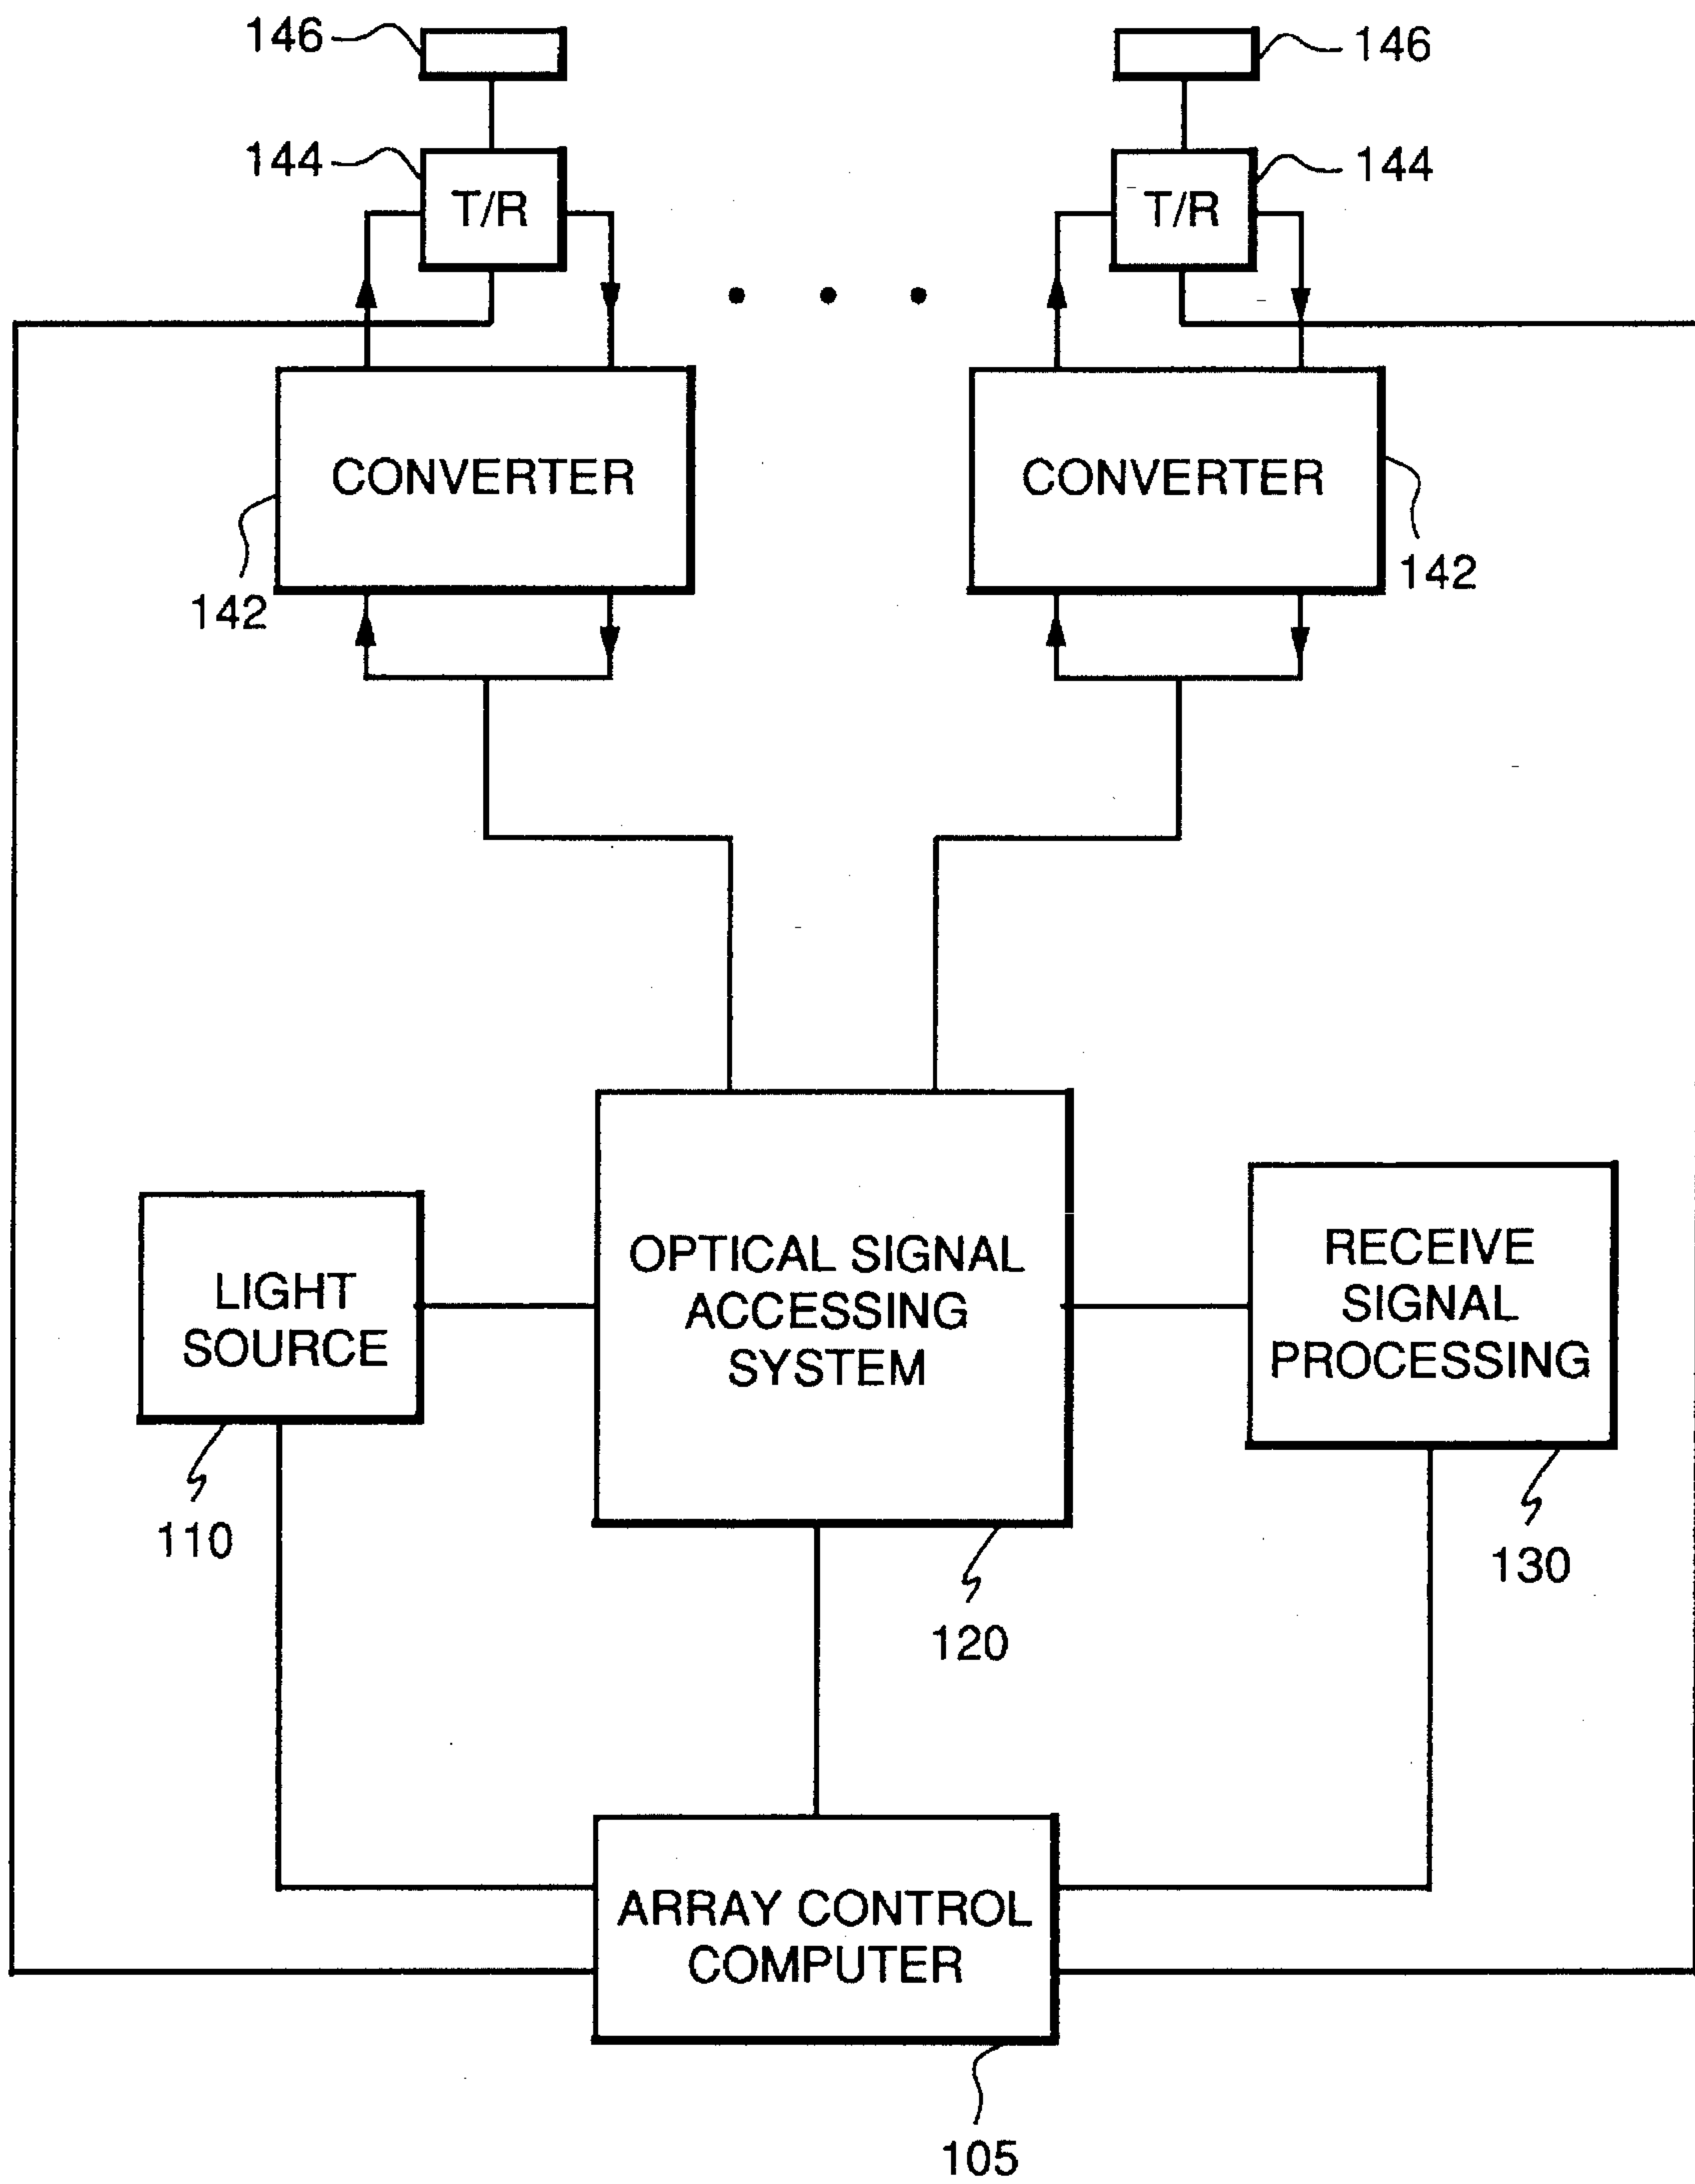 146
146
144
T/R
T/R
144
CONVERTER
CONVERTER
142
142
LIGHT
SOURCE
110
OPTICAL SIGNAL
ACCESSING
SYSTEM
120
RECEIVE
SIGNAL
PROCESSING
130
ARRAY CONTROL
COMPUTER
105